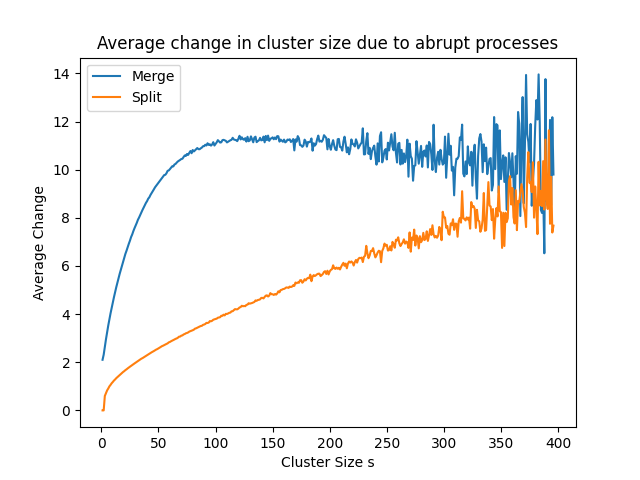 Average change in cluster size due to abrupt processes
Merge
Split
Average Change
14
12
10
8
6
4
2
0
0 50 100 150 200 250 300 350 400
Cluster Size s